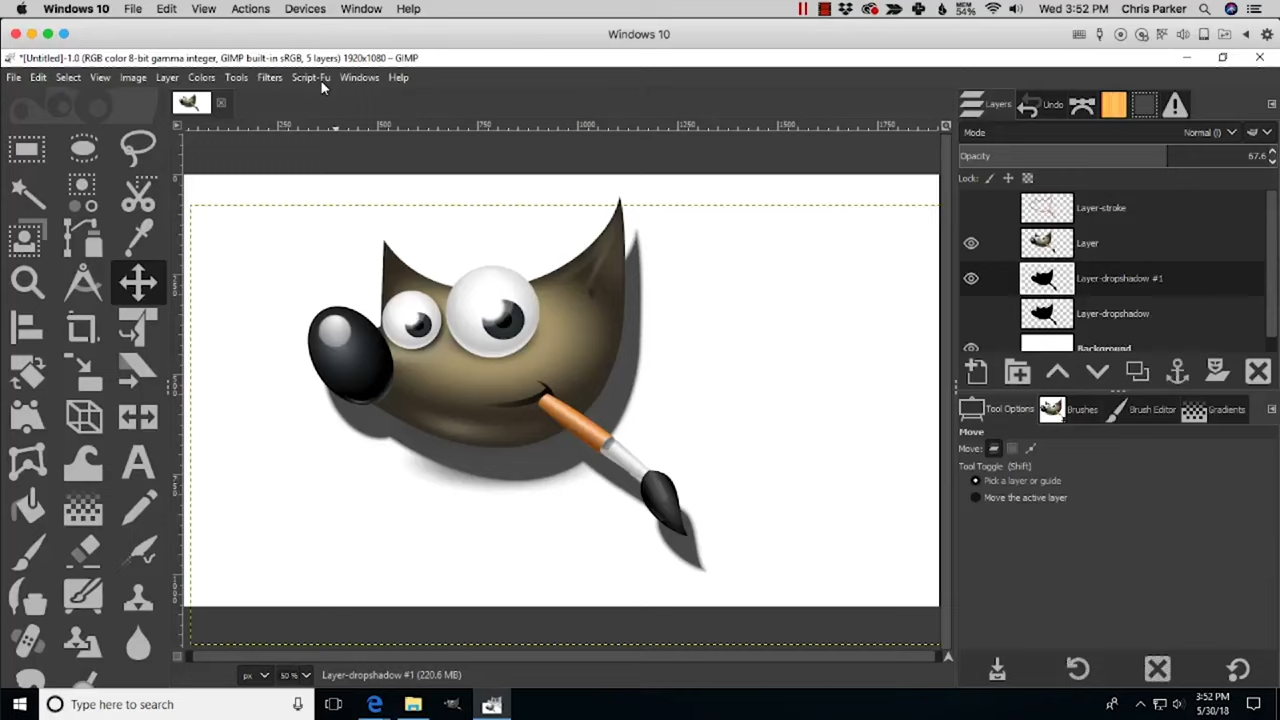 Windows 10 File Edit View Actions Devices Window Help MEM 54% Wed 3:52 PM Chris Parker
Windows 10
*[Untitled]-1.0 (RGB color 8-bit gamma integer, GIMP built-in sRGB, 5 layers) 1920x1080 – GIMP
File Edit Select View Image Layer Colors Tools Filters Script-Fu Windows Help
Layers Undo
250 500 750 1000 1250 1500 1750
Mode Normal (l)
Opacity 67.6
Lock:
Layer-stroke
Layer
Layer-dropshadow #1
Layer-dropshadow
Background
Tool Options Brushes Brush Editor Gradients
Move
Move:
Tool Toggle (Shift)
Pick a layer or guide
Move the active layer
px 50 % Layer-dropshadow #1 (220.6 MB)
Type here to search
3:52 PM
5/30/18